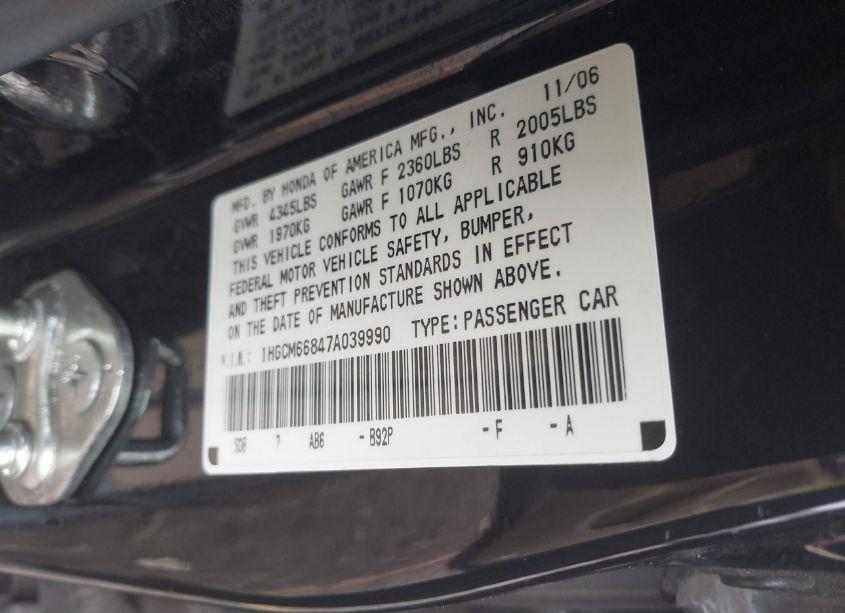 MFD. BY HONDA OF AMERICA MFG., INC. 11/06
GVWR 4345LBS GAWR F 2360LBS R 2005LBS
GVWR 1970KG GAWR F 1070KG R 910KG
THIS VEHICLE CONFORMS TO ALL APPLICABLE
FEDERAL MOTOR VEHICLE SAFETY, BUMPER,
AND THEFT PREVENTION STANDARDS IN EFFECT
ON THE DATE OF MANUFACTURE SHOWN ABOVE.
V.I.N.: 1HGCM66847A039990 TYPE:PASSENGER CAR
SDB 7 AB6 -B92P -F -A